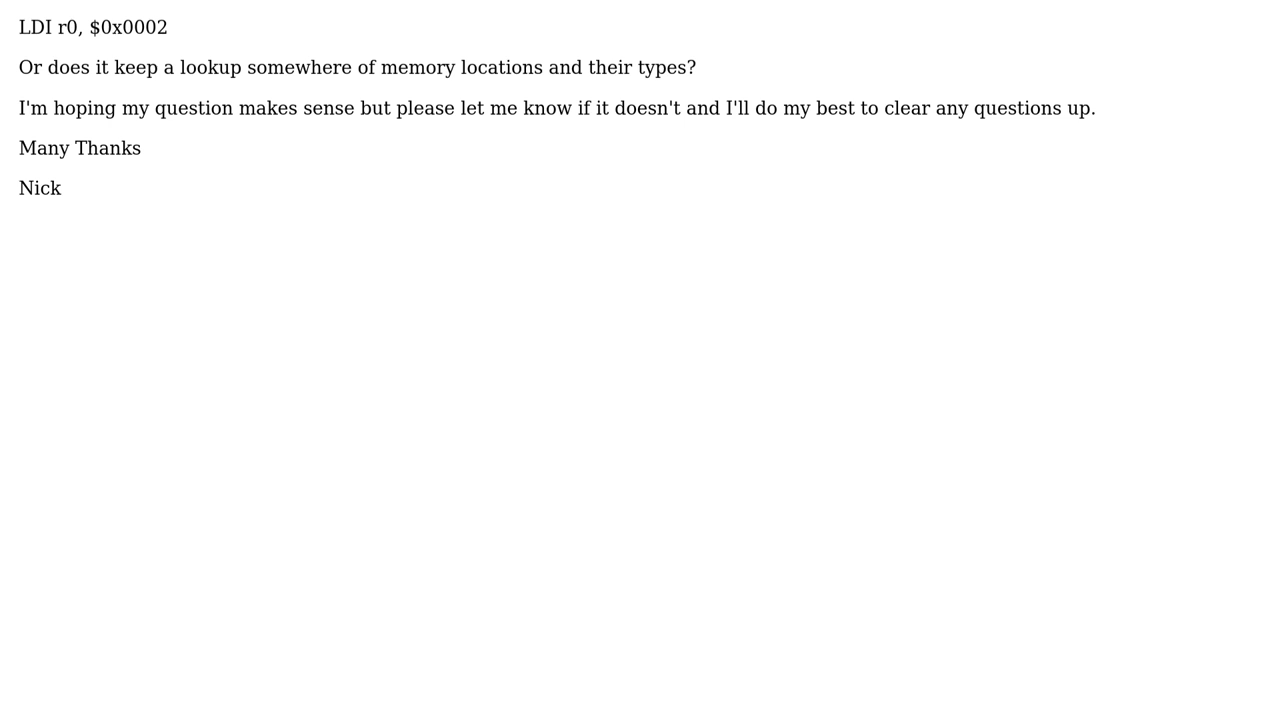 LDI r0, $0x0002
Or does it keep a lookup somewhere of memory locations and their types?
I'm hoping my question makes sense but please let me know if it doesn't and I'll do my best to clear any questions up.
Many Thanks
Nick